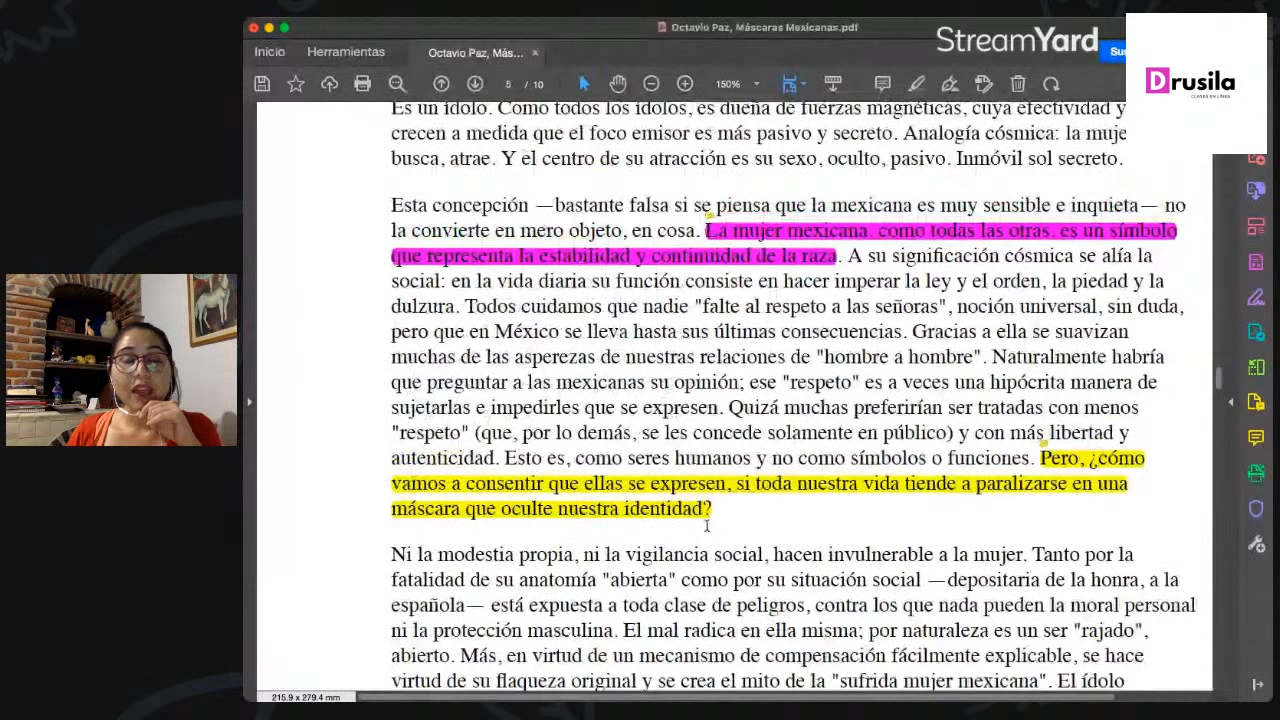 Octavio Paz, Máscaras Mexicanas.pdf
StreamYard
Drusila
CLASES EN LÍNEA
Inicio
Herramientas
Octavio Paz, Más...
×
Sus
5 / 10
150%
Es un ídolo. Como todos los ídolos, es dueña de fuerzas magnéticas, cuya efectividad y
crecen a medida que el foco emisor es más pasivo y secreto. Analogía cósmica: la muje
busca, atrae. Y el centro de su atracción es su sexo, oculto, pasivo. Inmóvil sol secreto.
Esta concepción —bastante falsa si se piensa que la mexicana es muy sensible e inquieta— no
la convierte en mero objeto, en cosa. La mujer mexicana, como todas las otras, es un símbolo
que representa la estabilidad y continuidad de la raza. A su significación cósmica se alía la
social: en la vida diaria su función consiste en hacer imperar la ley y el orden, la piedad y la
dulzura. Todos cuidamos que nadie "falte al respeto a las señoras", noción universal, sin duda,
pero que en México se lleva hasta sus últimas consecuencias. Gracias a ella se suavizan
muchas de las asperezas de nuestras relaciones de "hombre a hombre". Naturalmente habría
que preguntar a las mexicanas su opinión; ese "respeto" es a veces una hipócrita manera de
sujetarlas e impedirles que se expresen. Quizá muchas preferirían ser tratadas con menos
"respeto" (que, por lo demás, se les concede solamente en público) y con más libertad y
autenticidad. Esto es, como seres humanos y no como símbolos o funciones. Pero, ¿cómo
vamos a consentir que ellas se expresen, si toda nuestra vida tiende a paralizarse en una
máscara que oculte nuestra identidad?
Ni la modestia propia, ni la vigilancia social, hacen invulnerable a la mujer. Tanto por la
fatalidad de su anatomía "abierta" como por su situación social —depositaria de la honra, a la
española— está expuesta a toda clase de peligros, contra los que nada pueden la moral personal
ni la protección masculina. El mal radica en ella misma; por naturaleza es un ser "rajado",
abierto. Más, en virtud de un mecanismo de compensación fácilmente explicable, se hace
virtud de su flaqueza original y se crea el mito de la "sufrida mujer mexicana". El ídolo
215.9 x 279.4 mm